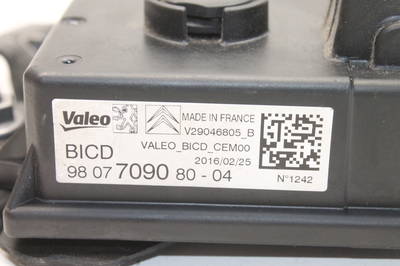 Valeo
MADE IN FRANCE
V29046805_B
BICD
VALEO_BICD_CEM00
2016/02/25
98 07 7090 80 - 04
N°1242